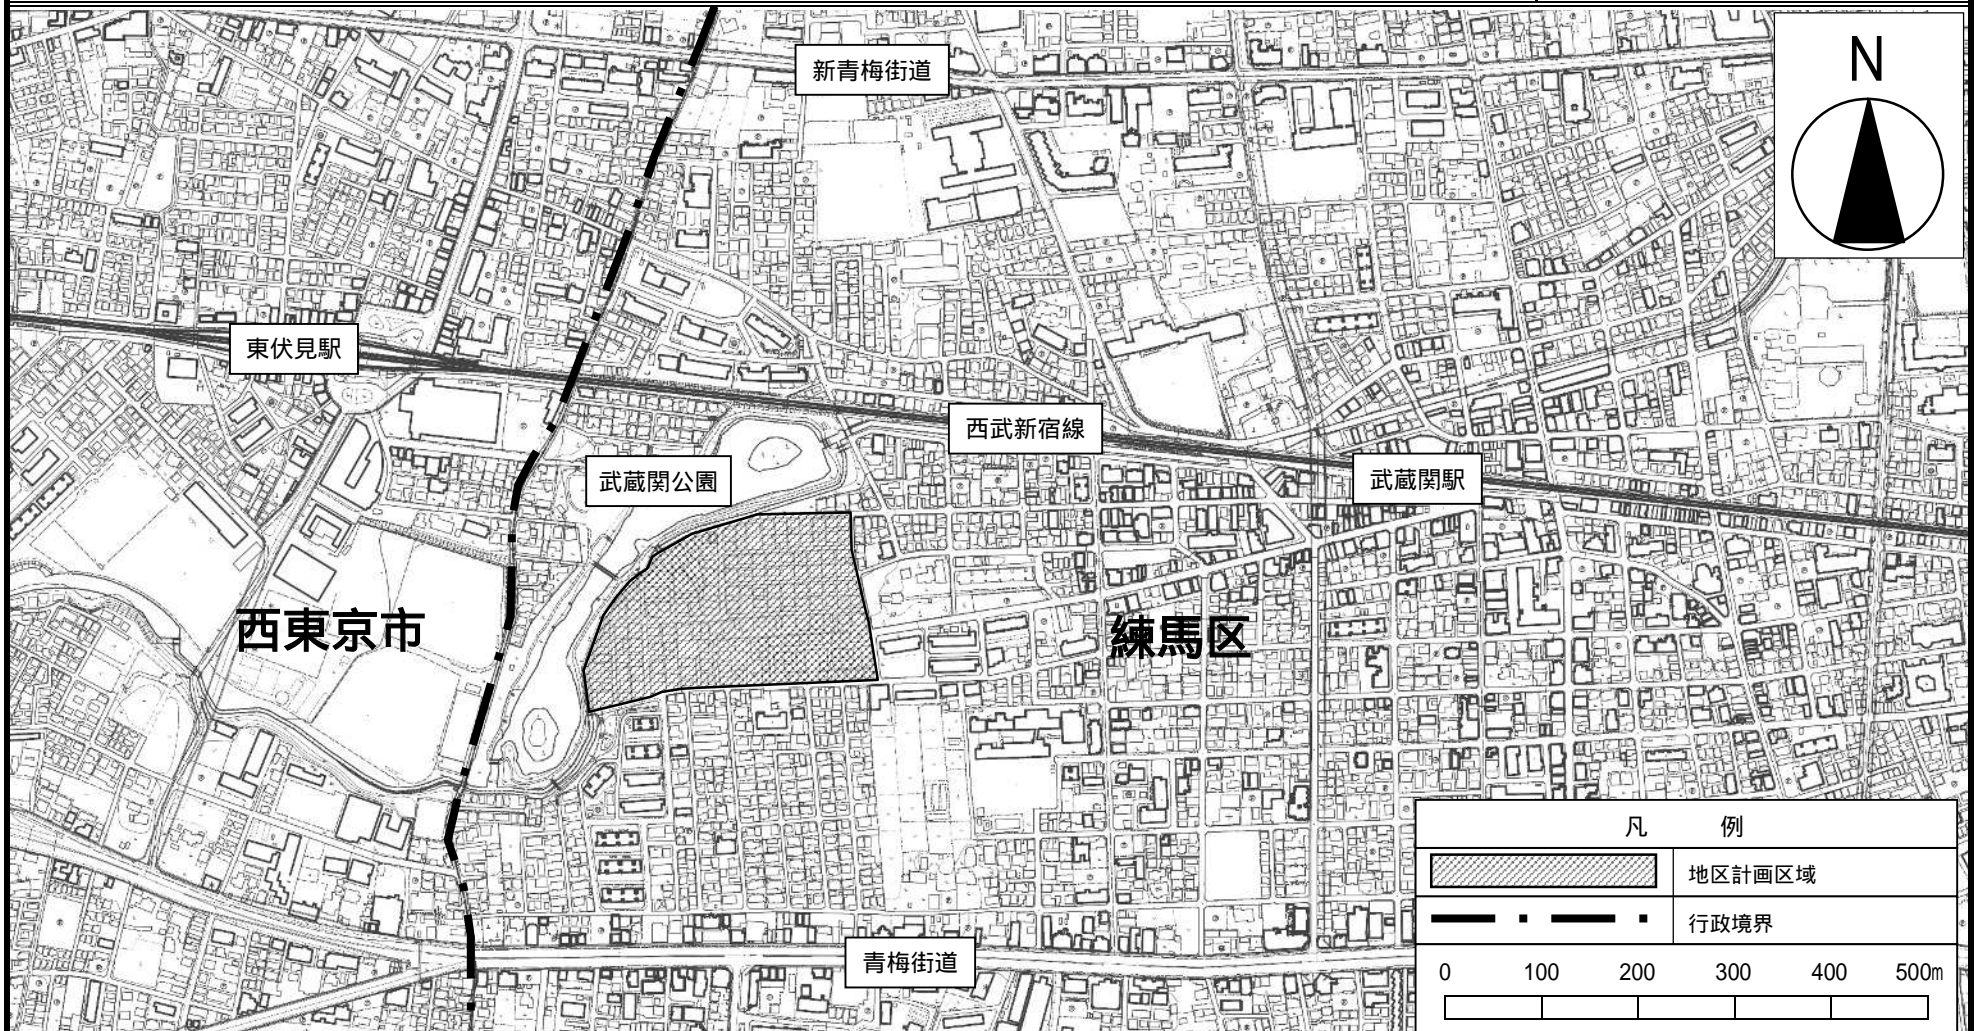 新青梅街道
N
東伏見駅
西武新宿線
武蔵関公園
武蔵関駅
西東京市
練馬区
青梅街道
凡 例
地区計画区域
行政境界
0 100 200 300 400 500m